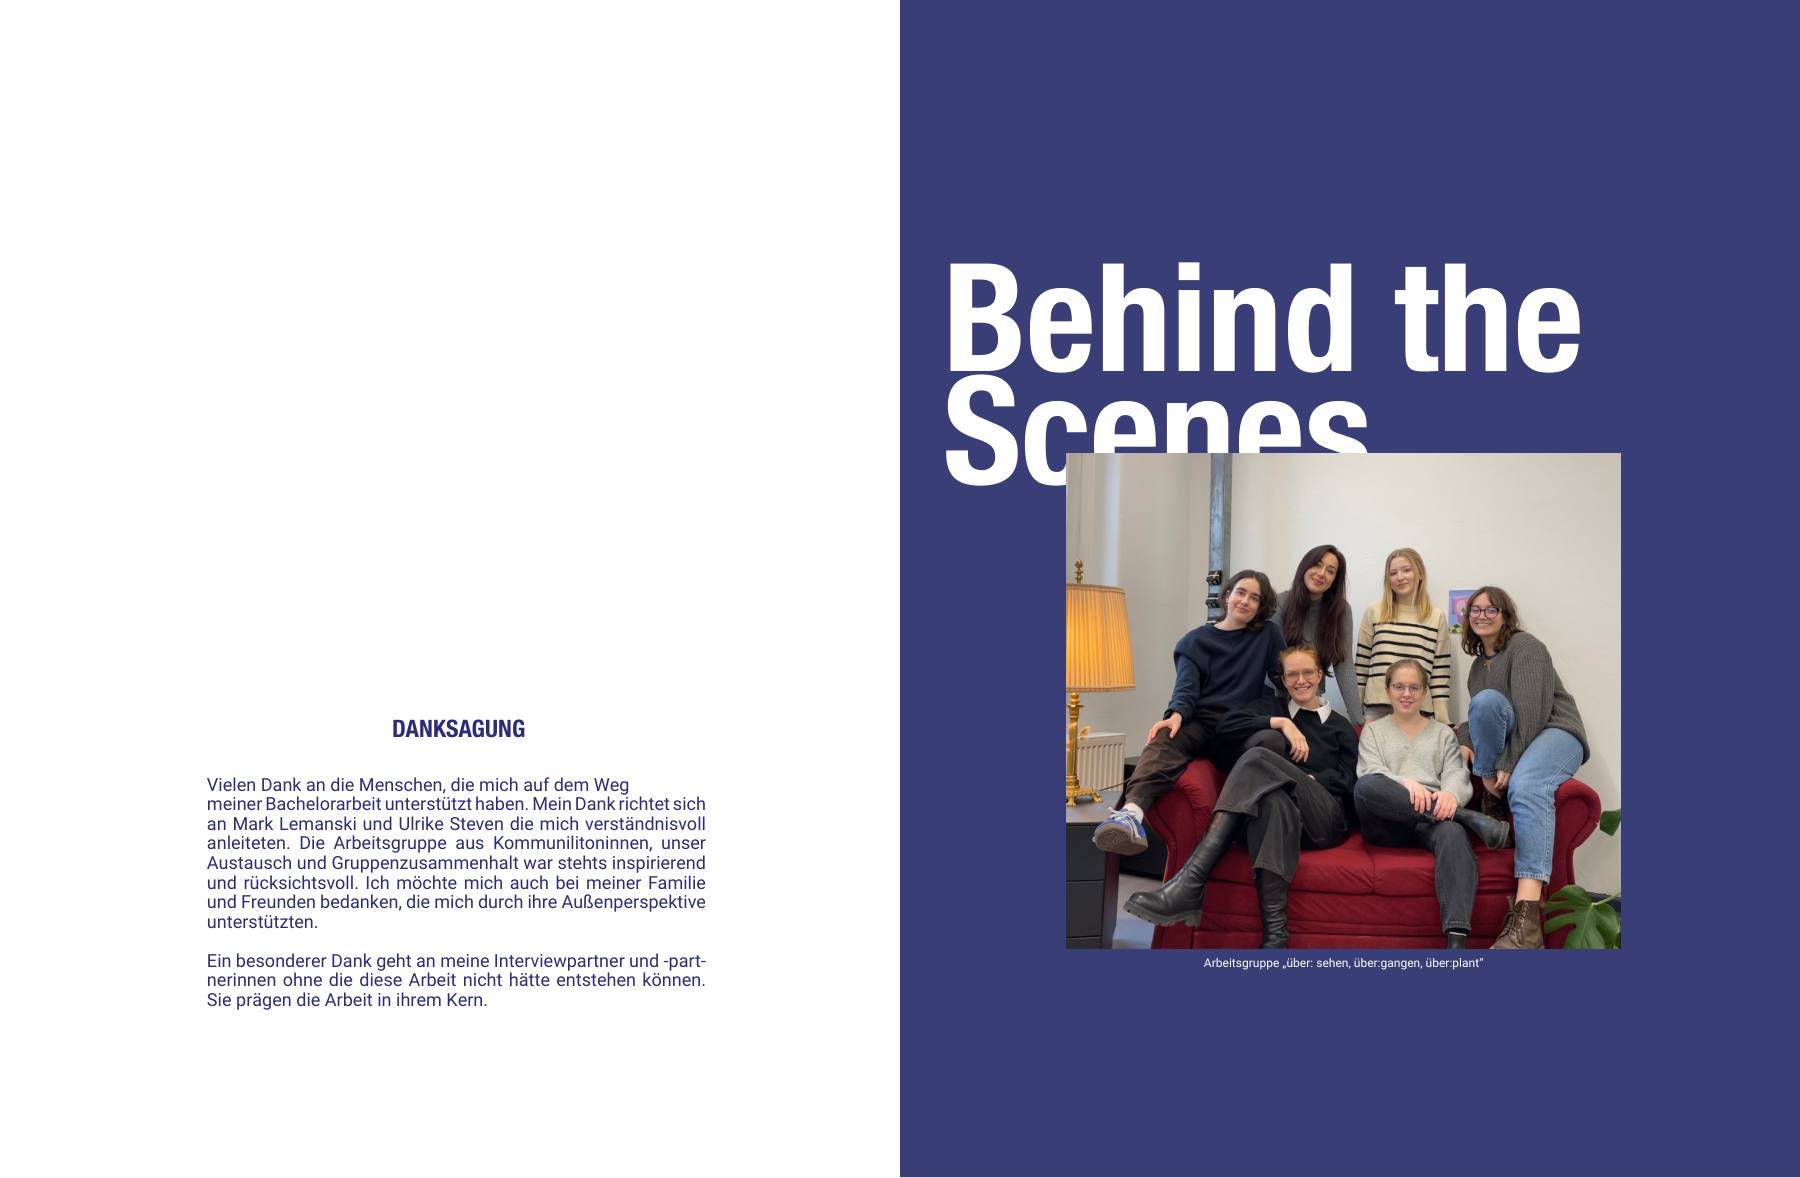 DANKSAGUNG
Vielen Dank an die Menschen, die mich auf dem Weg
meiner Bachelorarbeit unterstützt haben. Mein Dank richtet sich
an Mark Lemanski und Ulrike Steven die mich verständnisvoll
anleiteten. Die Arbeitsgruppe aus Kommunilitoninnen, unser
Austausch und Gruppenzusammenhalt war stehts inspirierend
und rücksichtsvoll. Ich möchte mich auch bei meiner Familie
und Freunden bedanken, die mich durch ihre Außenperspektive
unterstützten.
Ein besonderer Dank geht an meine Interviewpartner und -part-
nerinnen ohne die diese Arbeit nicht hätte entstehen können.
Sie prägen die Arbeit in ihrem Kern.
Behind the
Scenes
Arbeitsgruppe „über: sehen, über:gangen, über:plant“